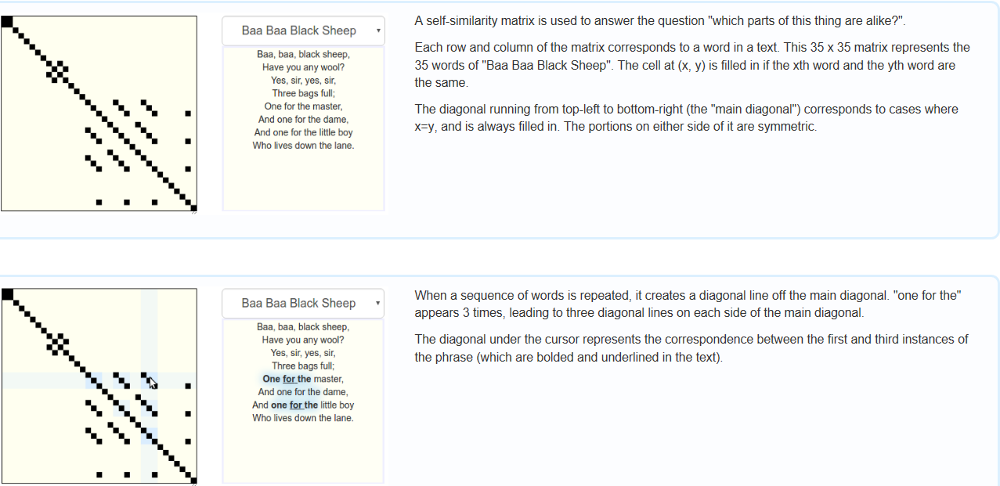 Baa Baa Black Sheep
Baa, baa, black sheep,
Have you any wool?
Yes, sir, yes, sir,
Three bags full;
One for the master,
And one for the dame,
And one for the little boy
Who lives down the lane.
A self-similarity matrix is used to answer the question "which parts of this thing are alike?".
Each row and column of the matrix corresponds to a word in a text. This 35 x 35 matrix represents the
35 words of "Baa Baa Black Sheep". The cell at (x, y) is filled in if the xth word and the yth word are
the same.
The diagonal running from top-left to bottom-right (the "main diagonal") corresponds to cases where
x=y, and is always filled in. The portions on either side of it are symmetric.
Baa Baa Black Sheep
Baa, baa, black sheep,
Have you any wool?
Yes, sir, yes, sir,
Three bags full;
One for the master,
And one for the dame,
And one for the little boy
Who lives down the lane.
When a sequence of words is repeated, it creates a diagonal line off the main diagonal. "one for the"
appears 3 times, leading to three diagonal lines on each side of the main diagonal.
The diagonal under the cursor represents the correspondence between the first and third instances of
the phrase (which are bolded and underlined in the text).